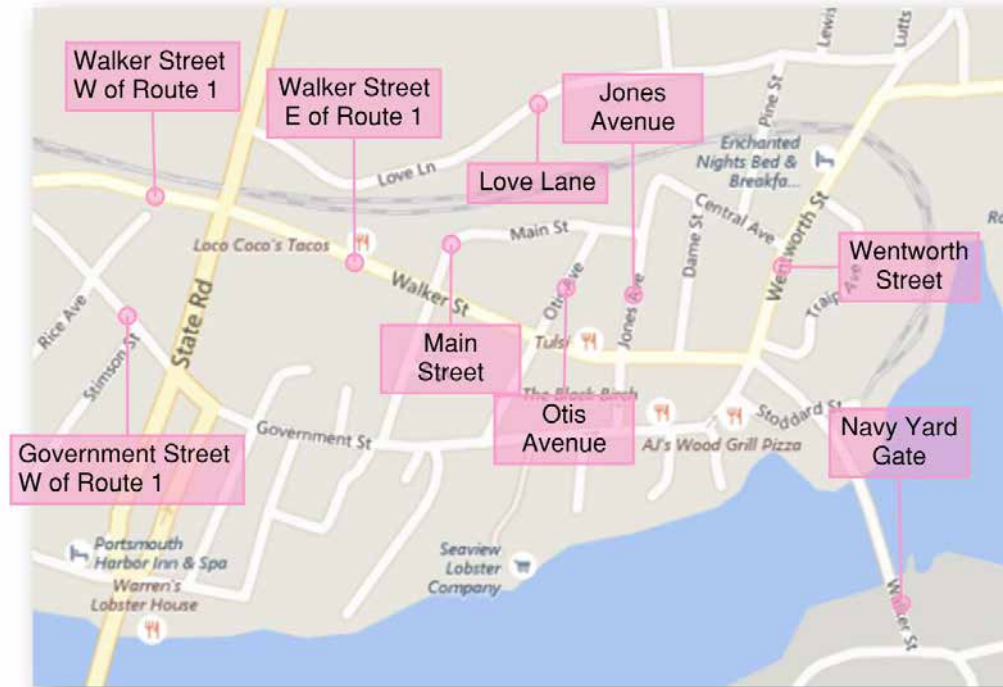 Lewis
Lutts
Walker Street
W of Route 1
Walker Street
E of Route 1
Jones
Avenue
Pine St
Enchanted
Nights Bed &
Breakfa...
Love Ln
Love Lane
Central Ave
Loco Coco's Tacos
Main St
Dame St
Wentworth St
Wentworth
Street
Walker St
Otis Ave
Jones Ave
Traip Ave
Rice Ave
State Rd
Stimson St
Main
Street
Tulsi
The Black Birch
Otis
Avenue
Stoddard St
Government St
AJ's Wood Grill Pizza
Navy Yard
Gate
Government Street
W of Route 1
Portsmouth
Harbor Inn & Spa
Warren's
Lobster House
Seaview
Lobster
Company
Walker St